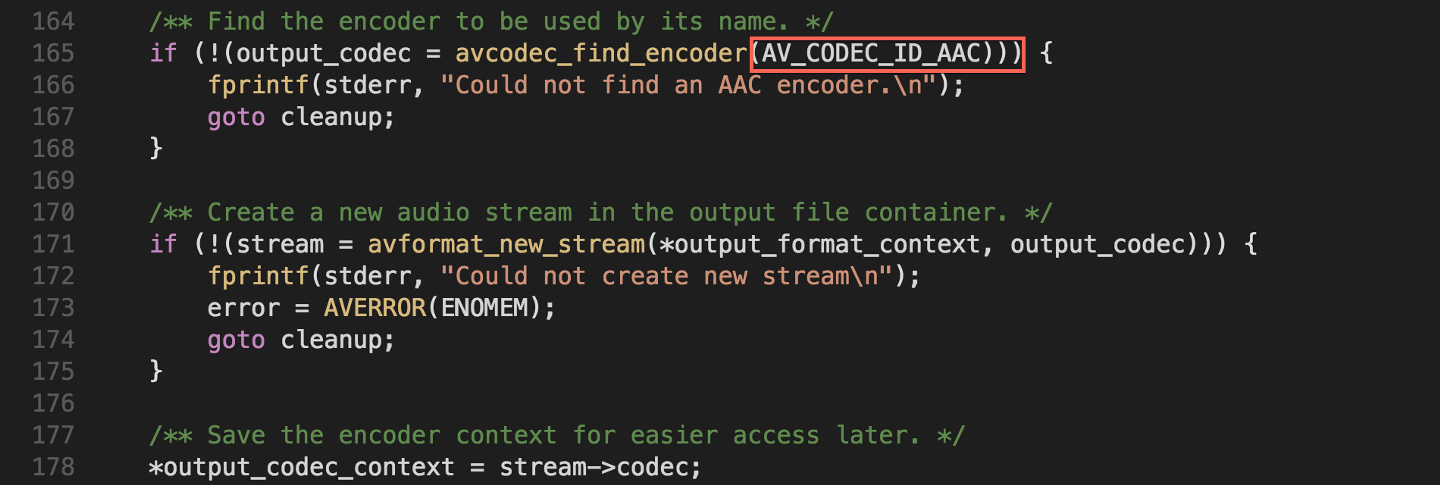 164 /** Find the encoder to be used by its name. */
165 if (!(output_codec = avcodec_find_encoder(AV_CODEC_ID_AAC))) {
166 fprintf(stderr, "Could not find an AAC encoder.\n");
167 goto cleanup;
168 }
169
170 /** Create a new audio stream in the output file container. */
171 if (!(stream = avformat_new_stream(*output_format_context, output_codec))) {
172 fprintf(stderr, "Could not create new stream\n");
173 error = AVERROR(ENOMEM);
174 goto cleanup;
175 }
176
177 /** Save the encoder context for easier access later. */
178 *output_codec_context = stream->codec;